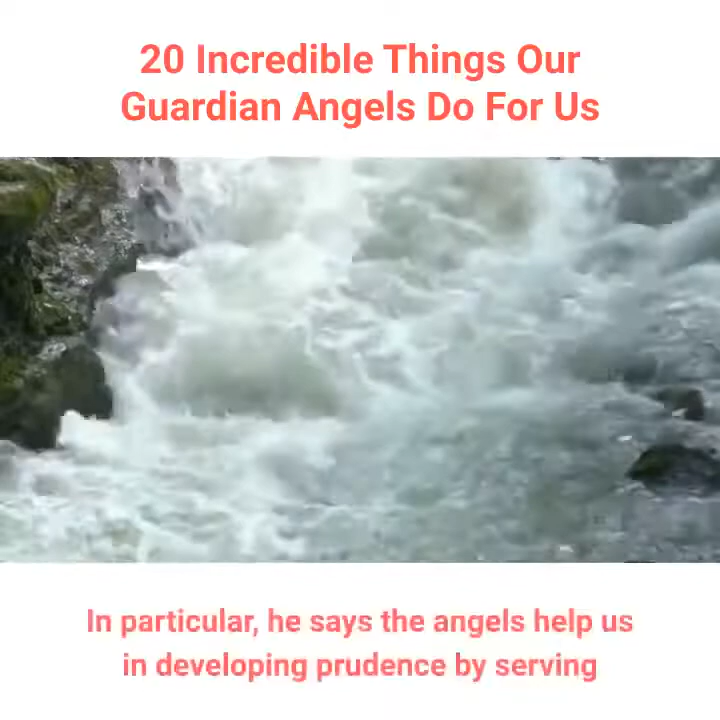 20 Incredible Things Our
Guardian Angels Do For Us
In particular, he says the angels help us
in developing prudence by serving